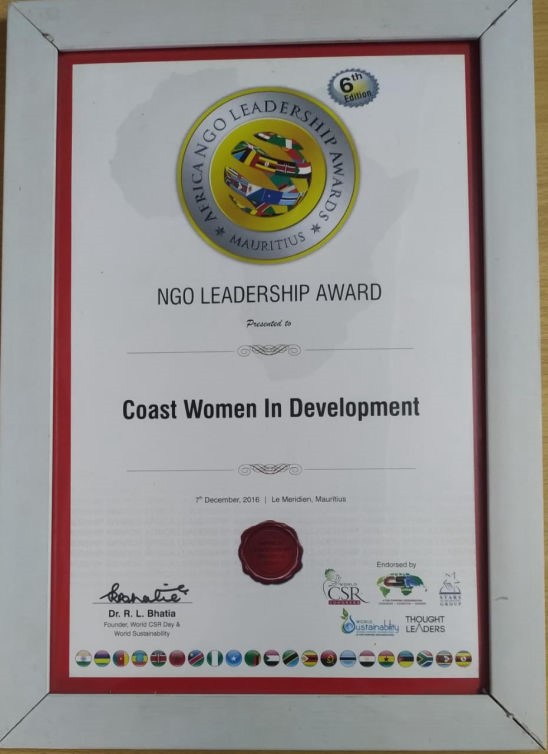 6th
Edition
AFRICA NGO LEADERSHIP AWARDS
★ MAURITIUS ★
NGO LEADERSHIP AWARD
Presented to
Coast Women In Development
7th December, 2016 | Le Meridien, Mauritius
Endorsed by
WORLD
CSR
CONGRESS
STARS
GROUP
Dr. R. L. Bhatia
Founder, World CSR Day &
World Sustainability
WORLD
Sustainability
THOUGHT
LEADERS